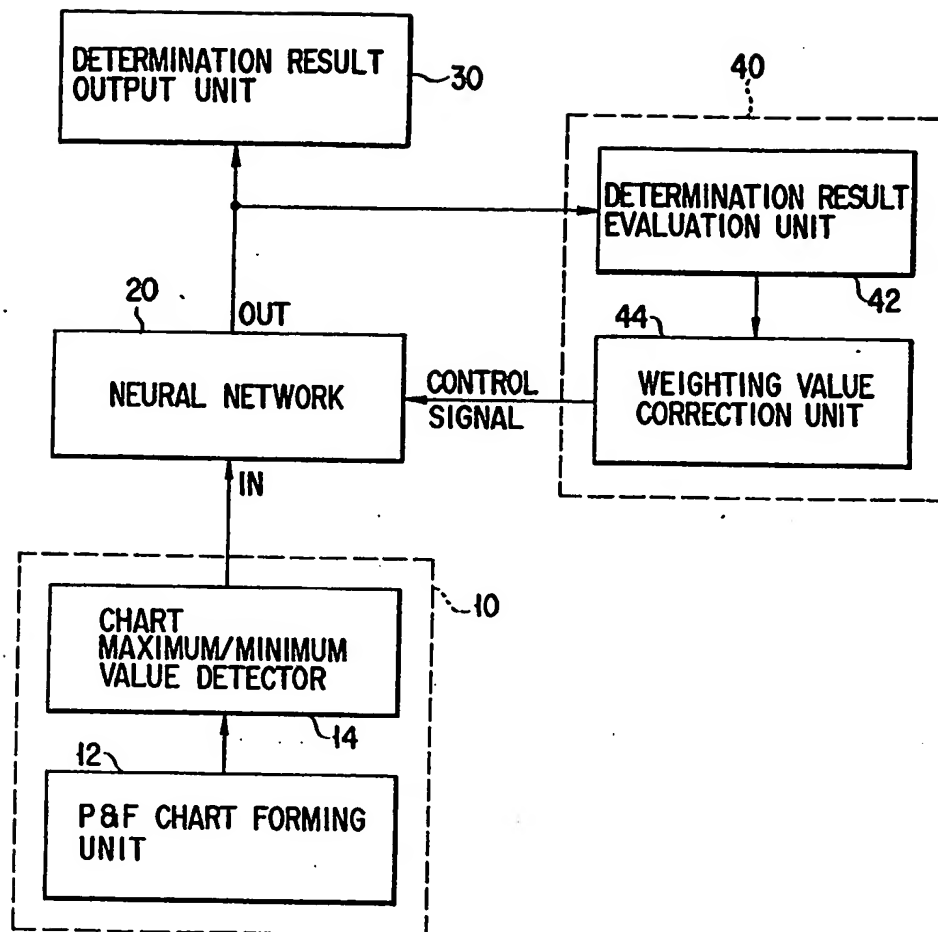 DETERMINATION RESULT
OUTPUT UNIT
30
40
DETERMINATION RESULT
EVALUATION UNIT
42
20
OUT
44
NEURAL NETWORK
CONTROL
SIGNAL
WEIGHTING VALUE
CORRECTION UNIT
IN
10
CHART
MAXIMUM/MINIMUM
VALUE DETECTOR
14
12
P&F CHART FORMING
UNIT